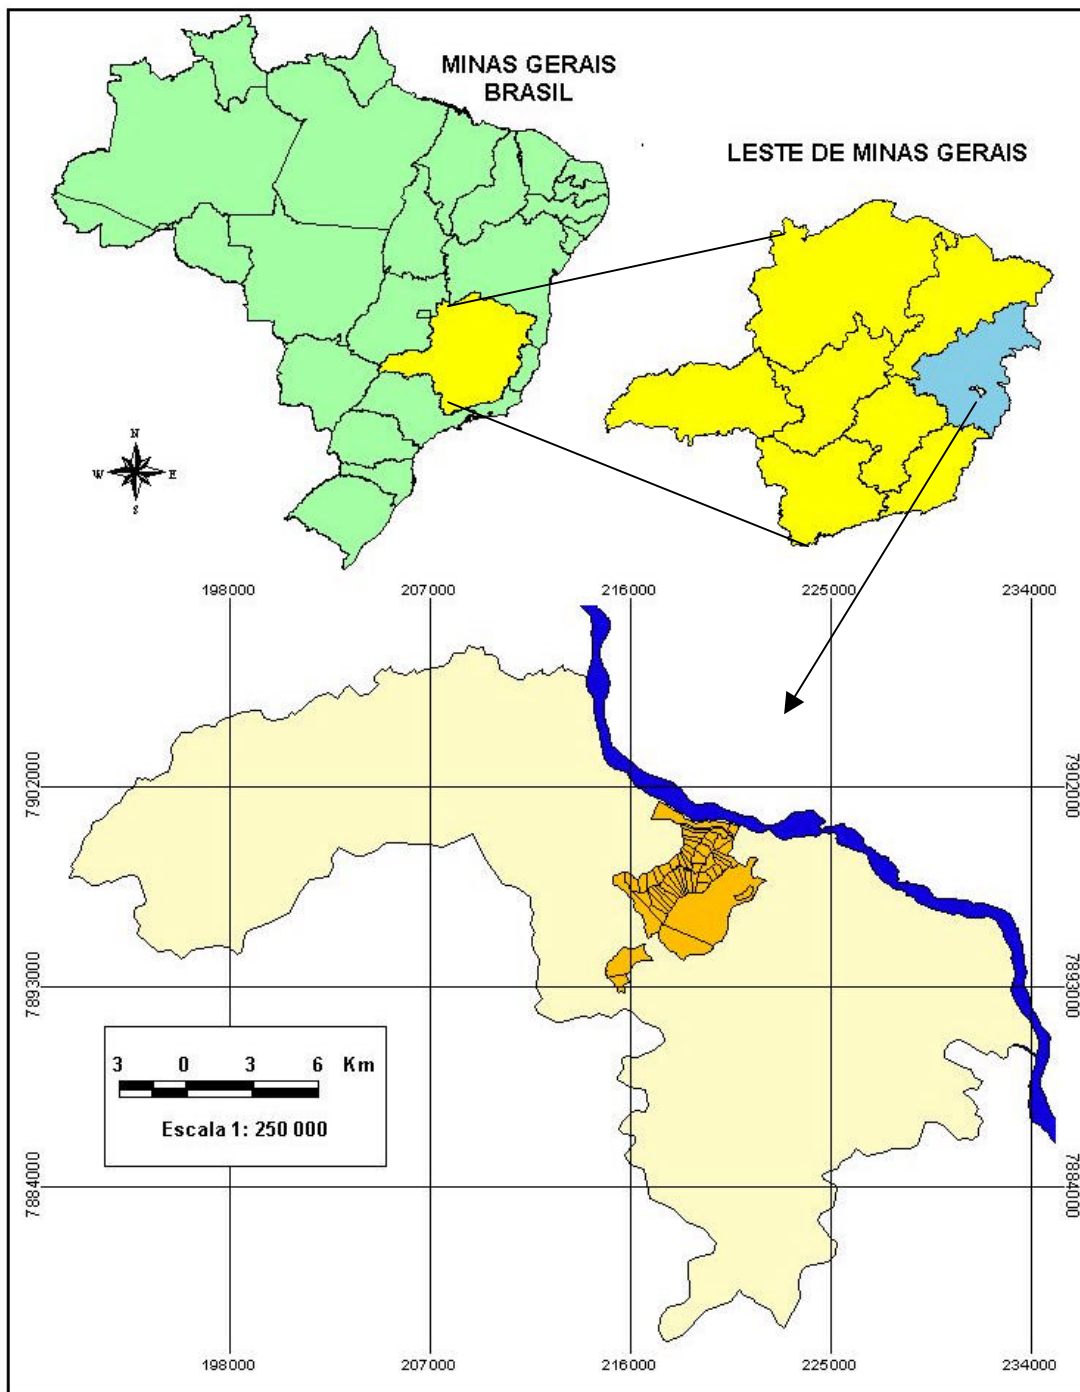 MINAS GERAIS
BRASIL
LESTE DE MINAS GERAIS
N
W E
S
198000 207000 216000 225000 234000
7902000 7902000
7893000 7893000
3 0 3 6 Km
Escala 1: 250 000
7884000 7884000
198000 207000 216000 225000 234000